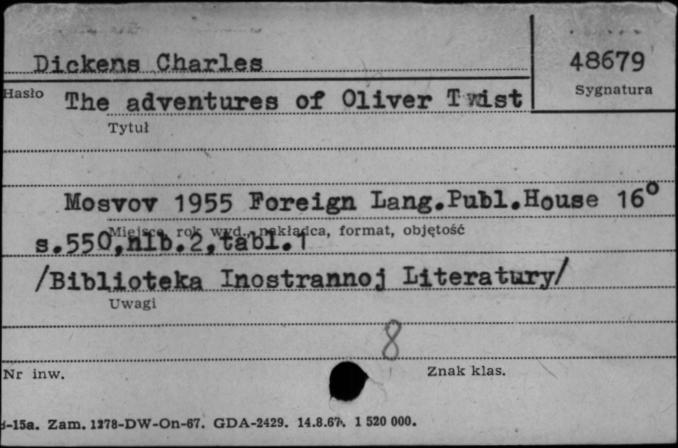 Dickens Charles
48679
Hasło
Sygnatura
The adventures of Oliver Twist
Tytuł
Mosvov 1955 Foreign Lang.Publ.House 16°
Miejsce, rok wyd., nakładca, format, objętość
s.550,nlb.2,tabl.1
/Biblioteka Inostrannoj Literatury/
Uwagi
8
Nr inw.
Znak klas.
-15a. Zam. 1278-DW-On-67. GDA-2429. 14.8.67. 1 520 000.